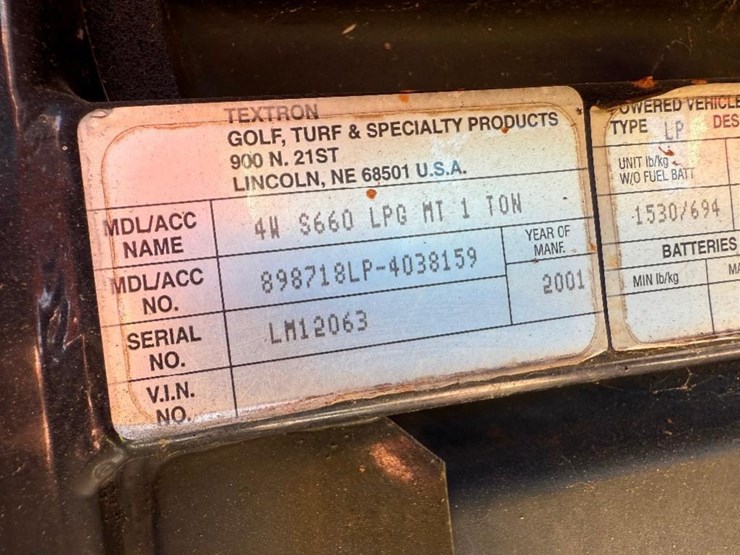 TEXTRON
GOLF, TURF & SPECIALTY PRODUCTS
900 N. 21ST
LINCOLN, NE 68501 U.S.A.
MDL/ACC NAME
4W S660 LPG MT 1 TON
MDL/ACC NO.
898718LP-4038159
YEAR OF MANF.
2001
SERIAL NO.
LM12063
V.I.N. NO.
POWERED VEHICLE
TYPE LP DES
UNIT lb/kg
W/O FUEL BATT
1530/694
BATTERIES
MIN lb/kg
MA